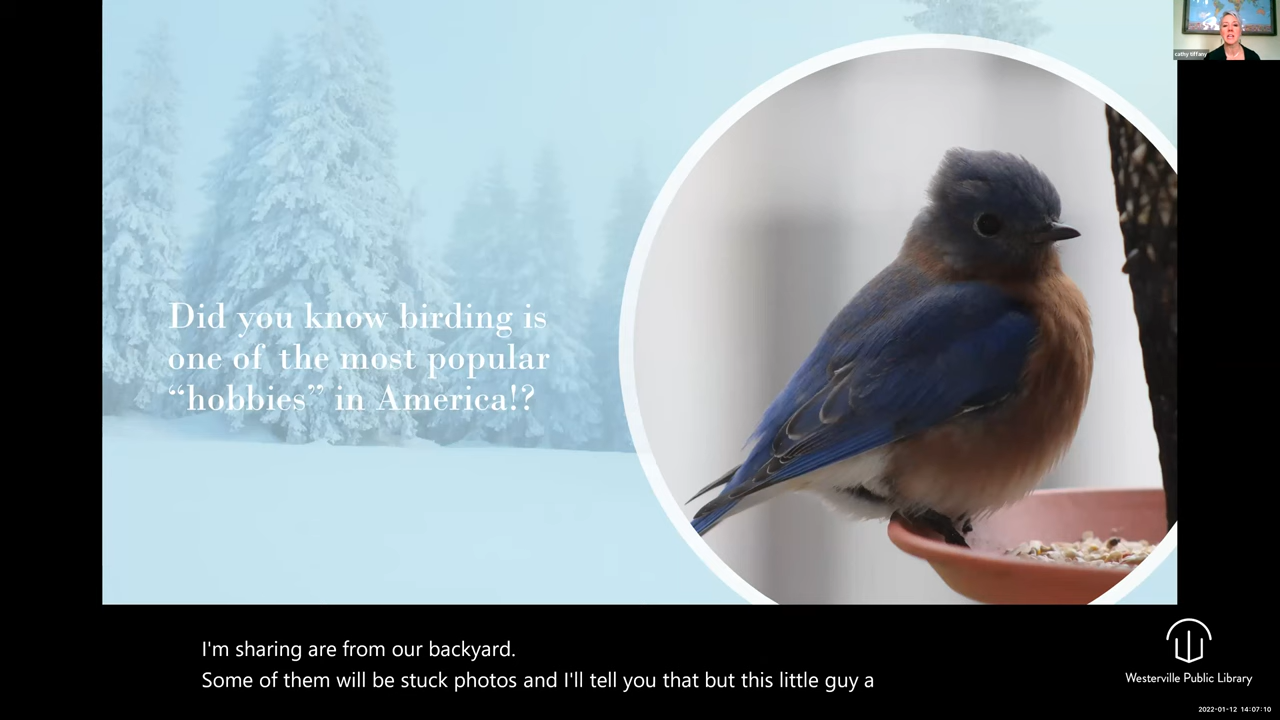 cathy tiffany
Did you know birding is
one of the most popular
“hobbies” in America!?
I'm sharing are from our backyard.
Some of them will be stuck photos and I'll tell you that but this little guy a
Westerville Public Library
2022-01-12 14:07:10